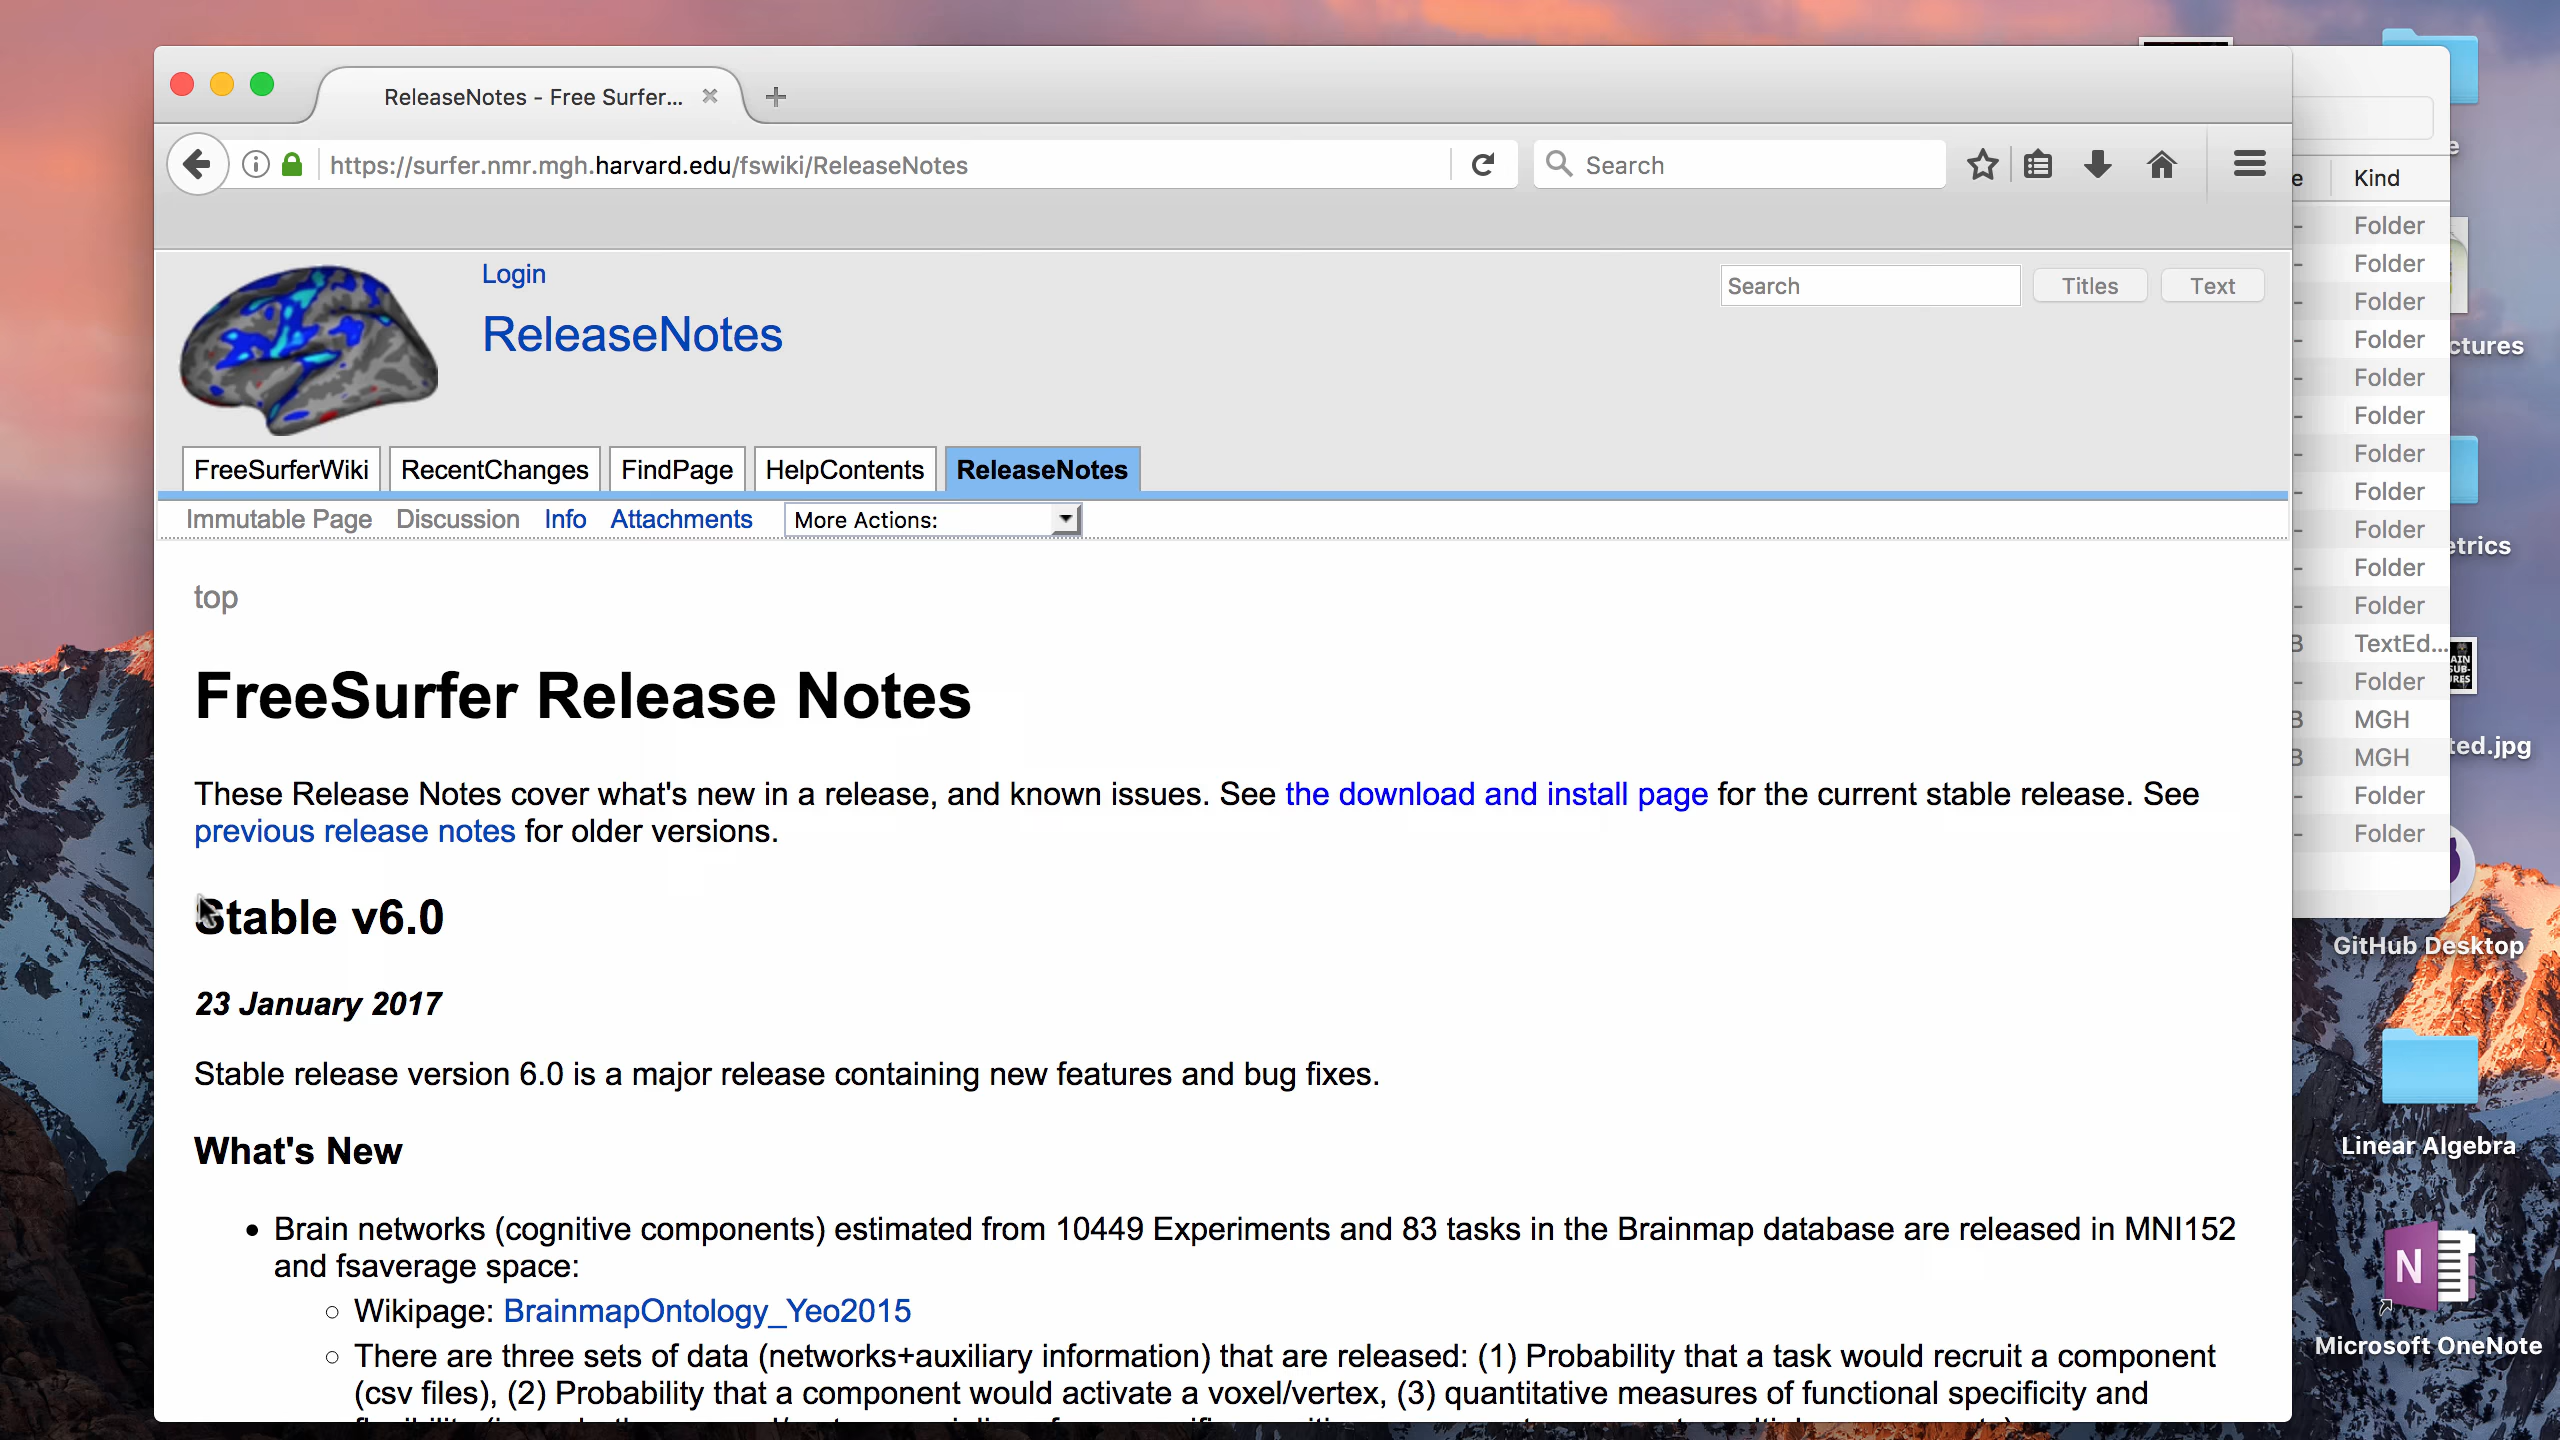 ReleaseNotes - Free Surfer...
https://surfer.nmr.mgh.harvard.edu/fswiki/ReleaseNotes
Search
Login
ReleaseNotes
Search
Titles
Text
FreeSurferWiki
RecentChanges
FindPage
HelpContents
ReleaseNotes
Immutable Page
Discussion
Info
Attachments
More Actions:
top
FreeSurfer Release Notes
These Release Notes cover what's new in a release, and known issues. See the download and install page for the current stable release. See
previous release notes for older versions.
Stable v6.0
23 January 2017
Stable release version 6.0 is a major release containing new features and bug fixes.
What's New
• Brain networks (cognitive components) estimated from 10449 Experiments and 83 tasks in the Brainmap database are released in MNI152
and fsaverage space:
○ Wikipage: BrainmapOntology_Yeo2015
○ There are three sets of data (networks+auxiliary information) that are released: (1) Probability that a task would recruit a component
(csv files), (2) Probability that a component would activate a voxel/vertex, (3) quantitative measures of functional specificity and
Kind
Folder
Folder
Folder
Folder
Folder
Folder
Folder
Folder
Folder
Folder
Folder
TextEd...
Folder
MGH
MGH
Folder
Folder
ctures
etrics
ted.jpg
GitHub Desktop
Linear Algebra
Microsoft OneNote